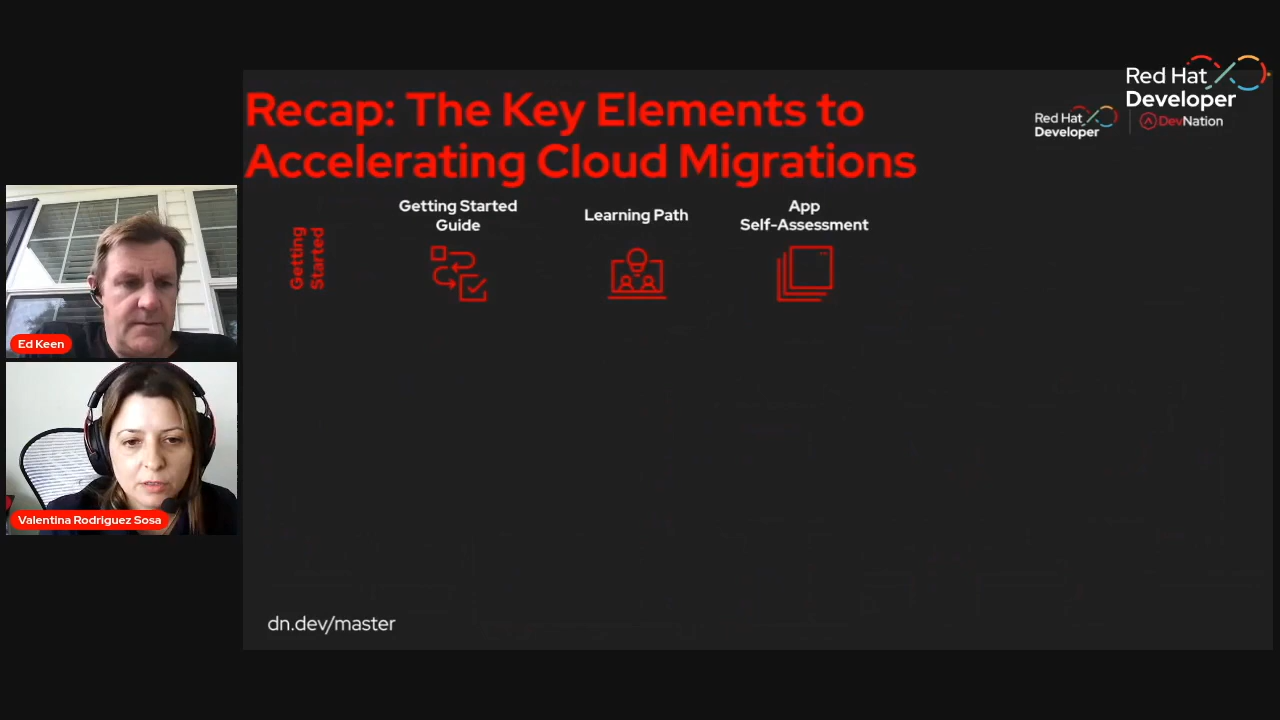 Red Hat
Developer
Recap: The Key Elements to
Accelerating Cloud Migrations
Red Hat
Developer
DevNation
Getting Started
Guide
Learning Path
App
Self-Assessment
Getting
Started
Ed Keen
Valentina Rodriguez Sosa
dn.dev/master